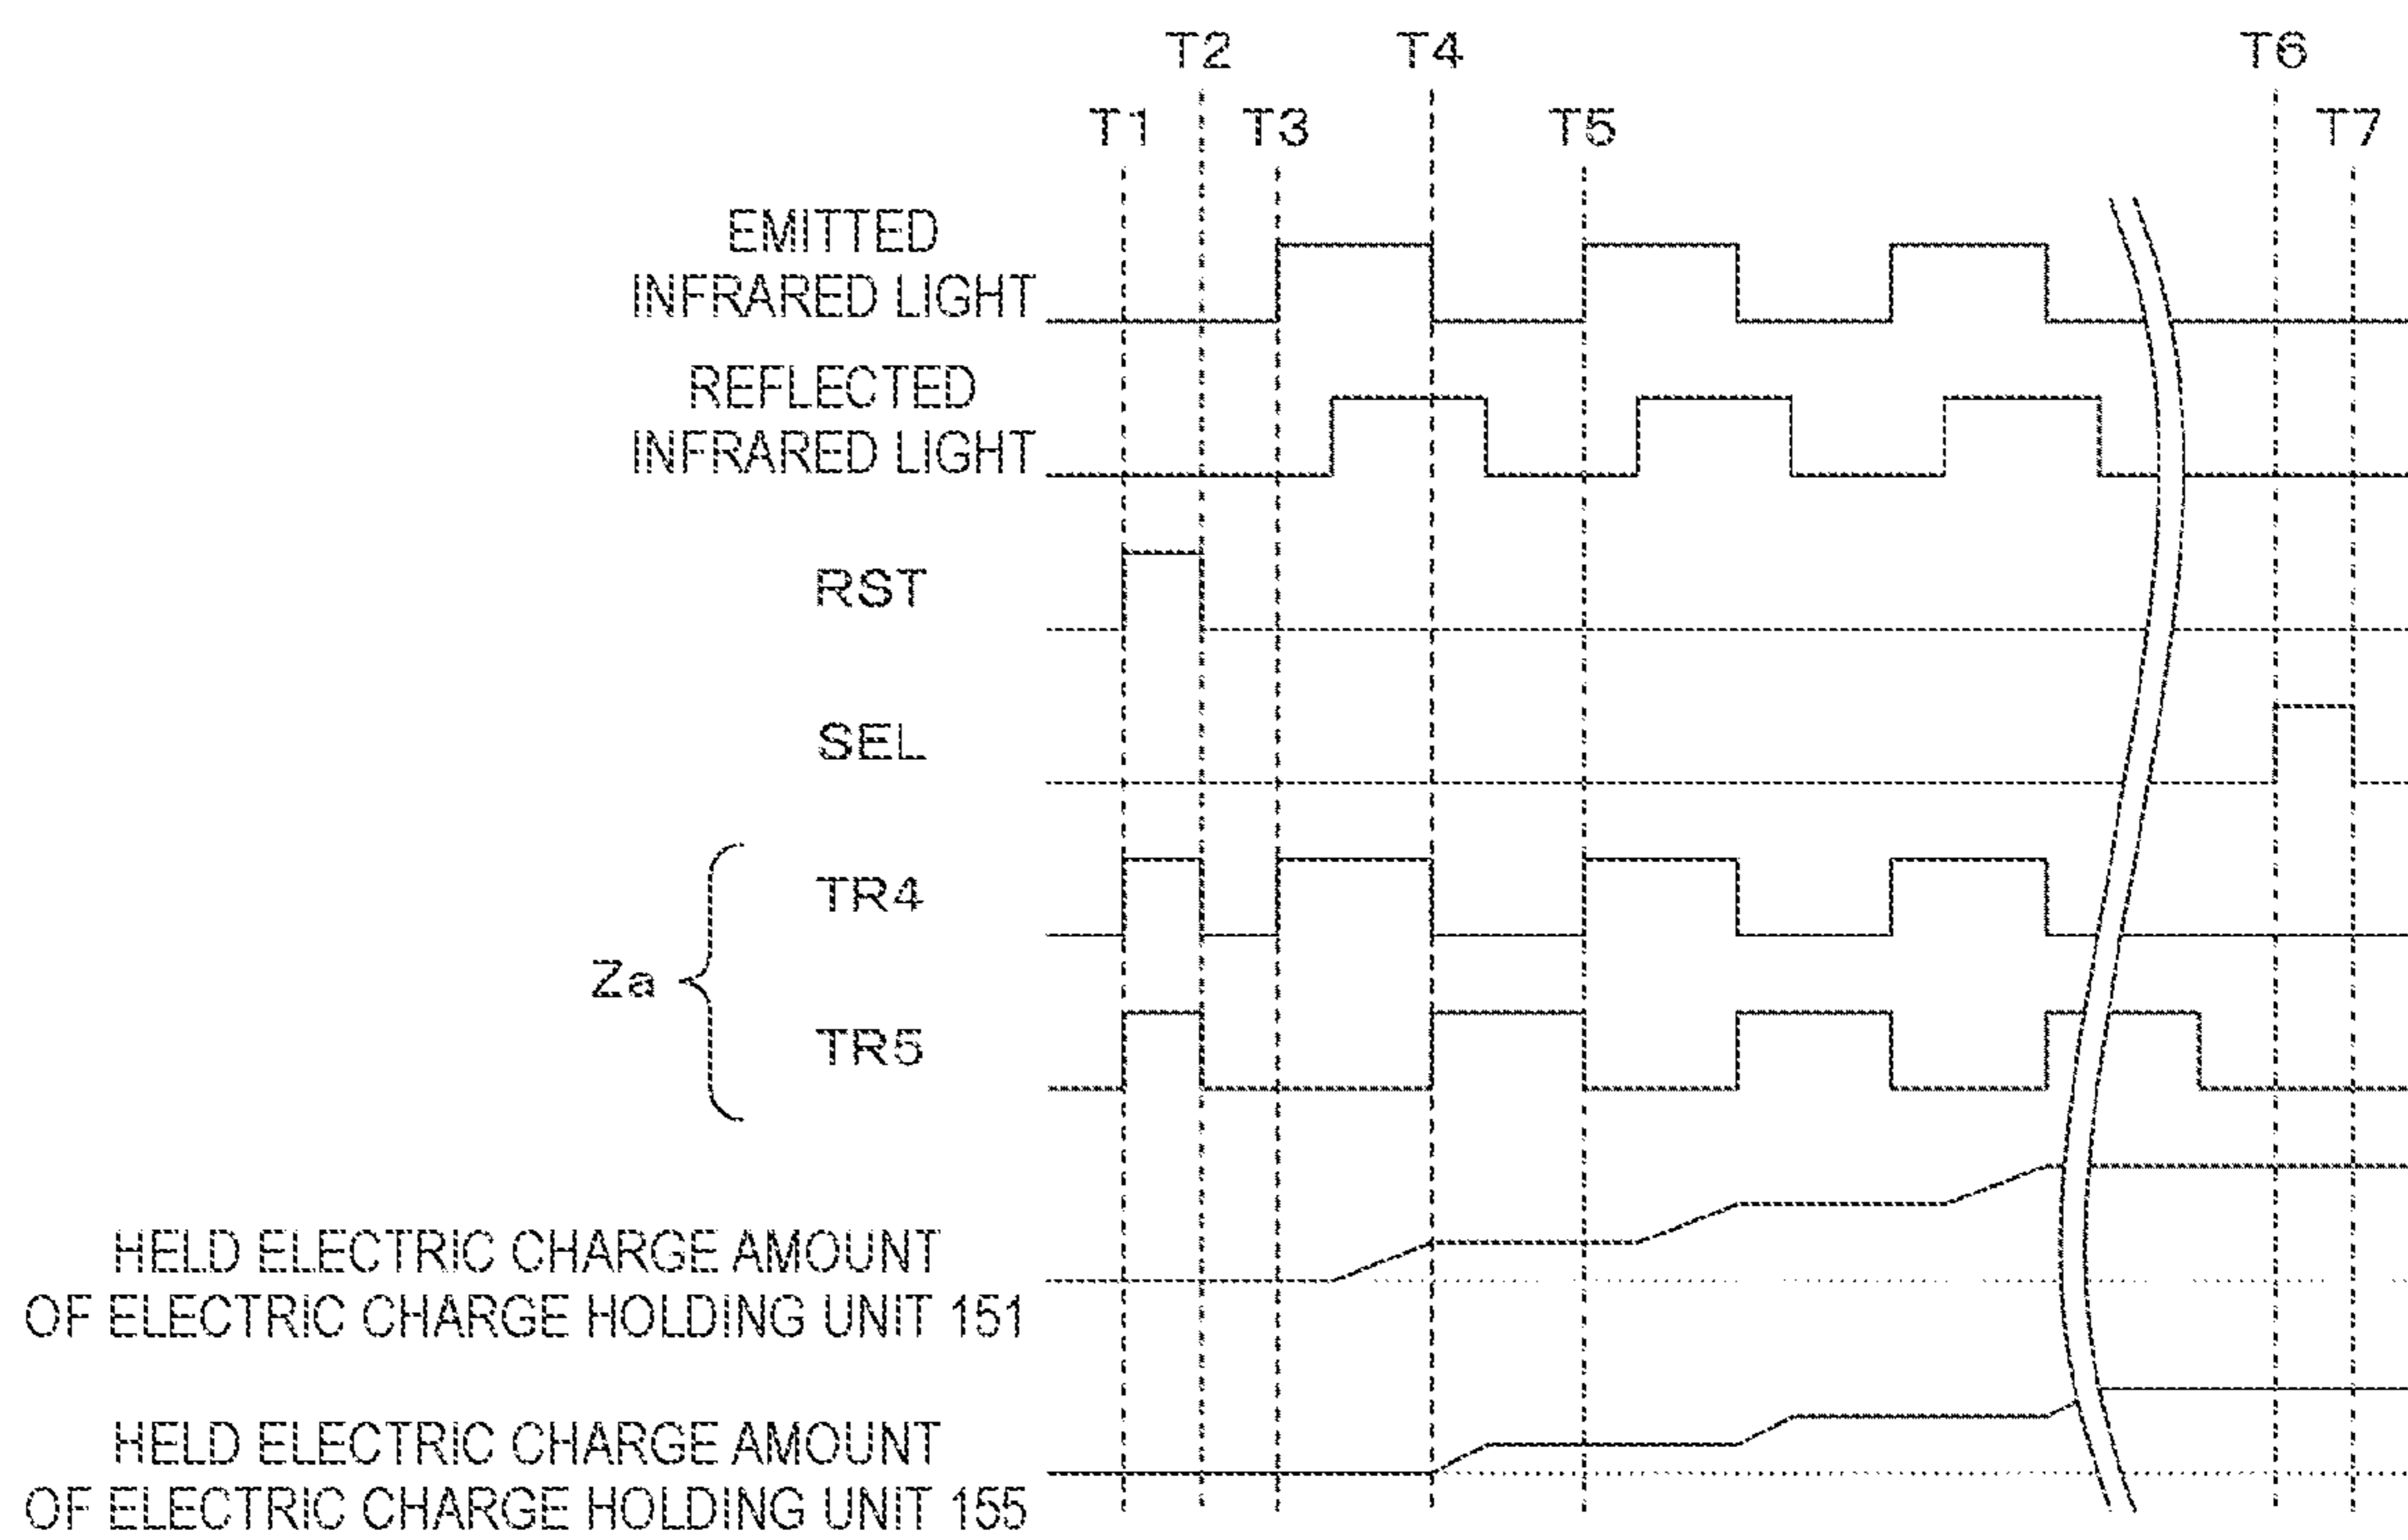 T2 T4 T6
T1 T3 T5 T7
EMITTED
INFRARED LIGHT
REFLECTED
INFRARED LIGHT
RST
SEL
TR4
Za
TR5
HELD ELECTRIC CHARGE AMOUNT
OF ELECTRIC CHARGE HOLDING UNIT 151
HELD ELECTRIC CHARGE AMOUNT
OF ELECTRIC CHARGE HOLDING UNIT 155